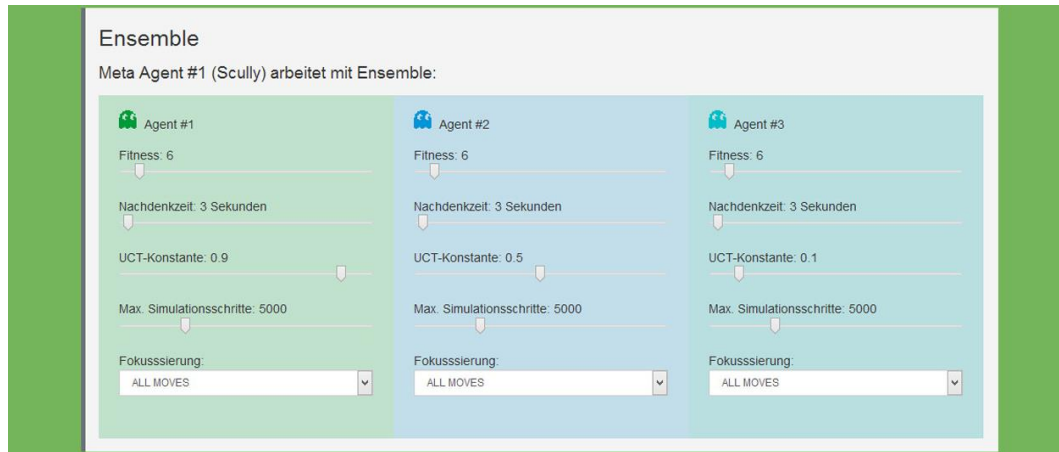 Ensemble
Meta Agent #1 (Scully) arbeitet mit Ensemble:
Agent #1
Fitness: 6
Nachdenkzeit: 3 Sekunden
UCT-Konstante: 0.9
Max. Simulationsschritte: 5000
Fokusssierung:
ALL MOVES
Agent #2
Fitness: 6
Nachdenkzeit: 3 Sekunden
UCT-Konstante: 0.5
Max. Simulationsschritte: 5000
Fokusssierung:
ALL MOVES
Agent #3
Fitness: 6
Nachdenkzeit: 3 Sekunden
UCT-Konstante: 0.1
Max. Simulationsschritte: 5000
Fokusssierung:
ALL MOVES